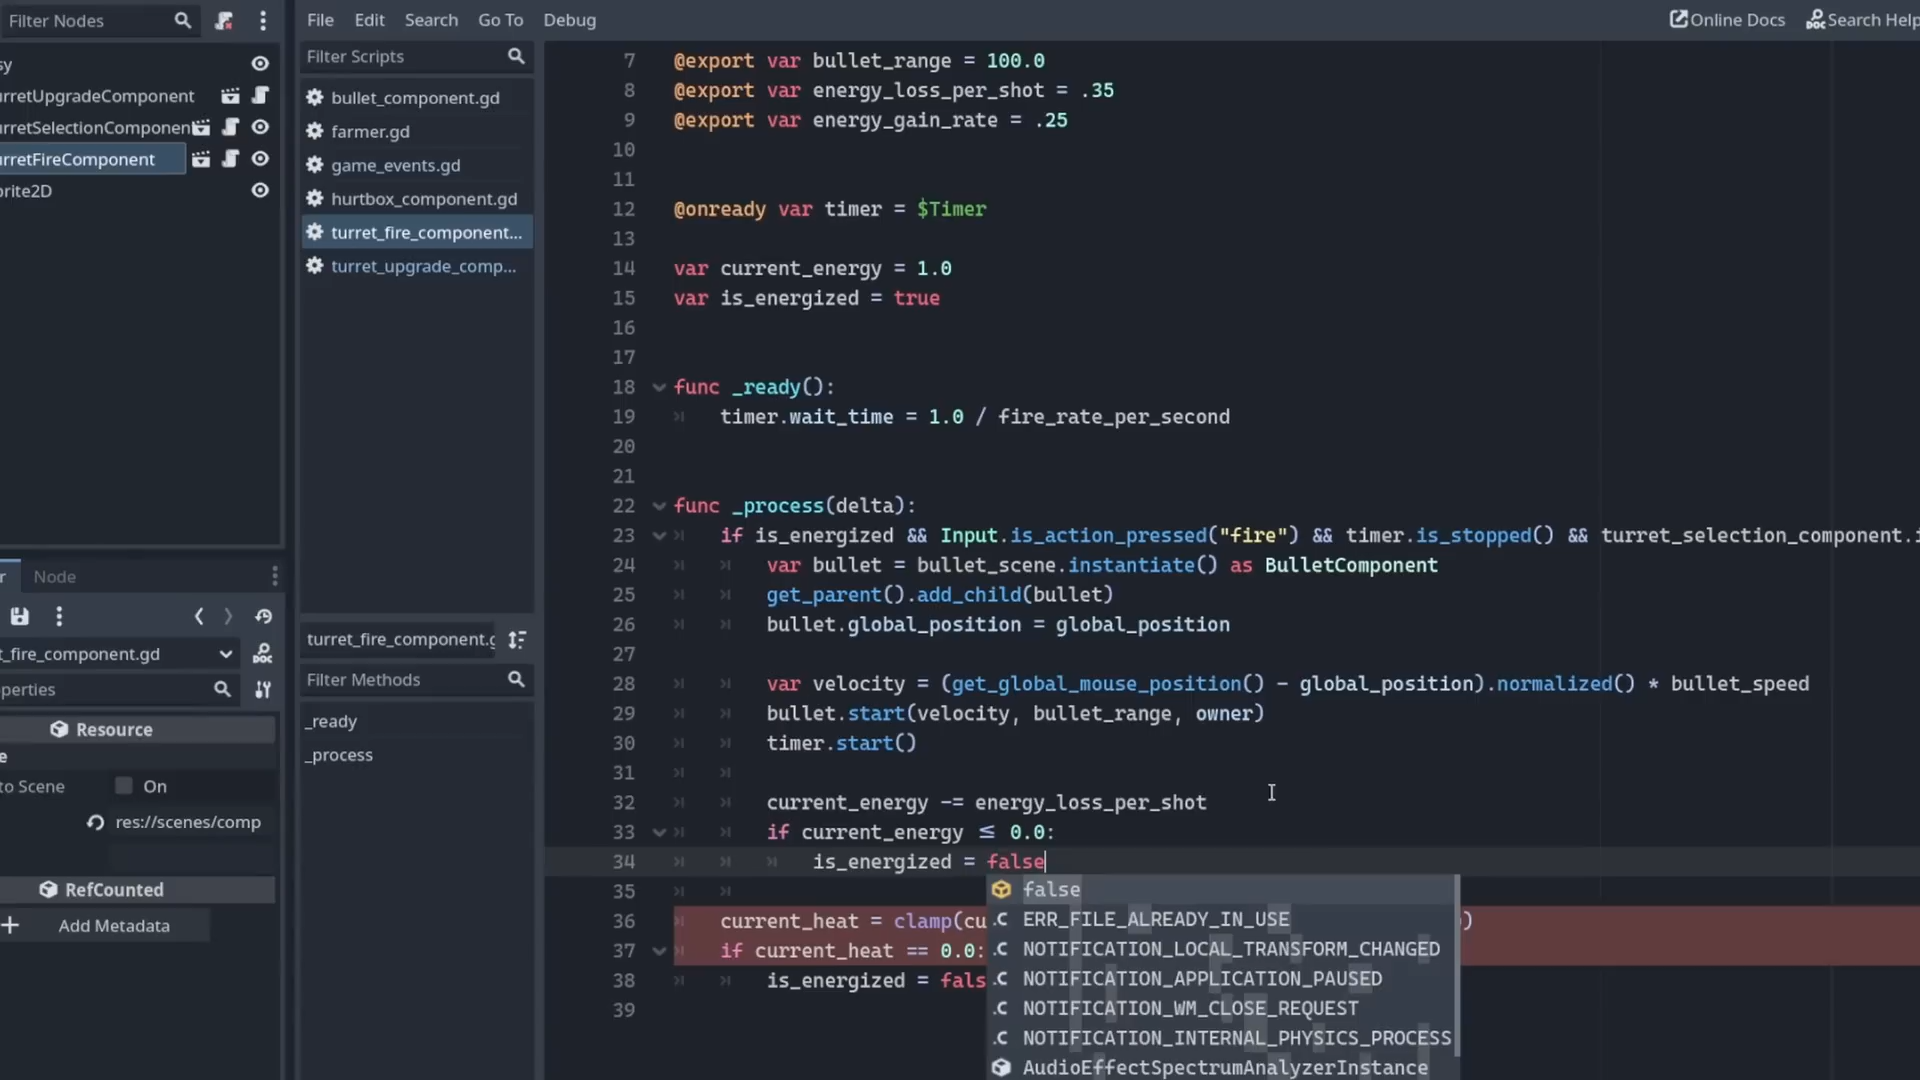 Filter Nodes
sy
urretUpgradeComponent
urretSelectionComponen
urretFireComponent
prite2D
r
Node
t_fire_component.gd
operties
Resource
e
to Scene
On
res://scenes/comp
RefCounted
Add Metadata
File Edit Search Go To Debug
Online Docs
Search Help
Filter Scripts
bullet_component.gd
farmer.gd
game_events.gd
hurtbox_component.gd
turret_fire_component...
turret_upgrade_comp...
turret_fire_component.g
Filter Methods
_ready
_process
7 @export var bullet_range = 100.0
8 @export var energy_loss_per_shot = .35
9 @export var energy_gain_rate = .25
10
11
12 @onready var timer = $Timer
13
14 var current_energy = 1.0
15 var is_energized = true
16
17
18 func _ready():
19 timer.wait_time = 1.0 / fire_rate_per_second
20
21
22 func _process(delta):
23 if is_energized && Input.is_action_pressed("fire") && timer.is_stopped() && turret_selection_component.i
24 var bullet = bullet_scene.instantiate() as BulletComponent
25 get_parent().add_child(bullet)
26 bullet.global_position = global_position
27
28 var velocity = (get_global_mouse_position() - global_position).normalized() * bullet_speed
29 bullet.start(velocity, bullet_range, owner)
30 timer.start()
31
32 current_energy -= energy_loss_per_shot
33 if current_energy ≤ 0.0:
34 is_energized = false
35
36 current_heat = clamp(cu )
37 if current_heat == 0.0:
38 is_energized = fals
39
false
ERR_FILE_ALREADY_IN_USE
NOTIFICATION_LOCAL_TRANSFORM_CHANGED
NOTIFICATION_APPLICATION_PAUSED
NOTIFICATION_WM_CLOSE_REQUEST
NOTIFICATION_INTERNAL_PHYSICS_PROCESS
AudioEffectSpectrumAnalyzerInstance